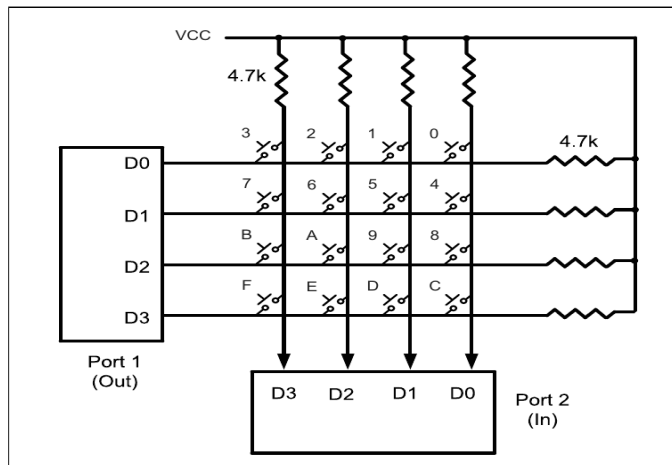 VCC
4.7k
3 2 1 0
D0
4.7k
7 6 5 4
D1
B A 9 8
D2
F E D C
D3
Port 1
(Out)
D3 D2 D1 D0
Port 2
(In)